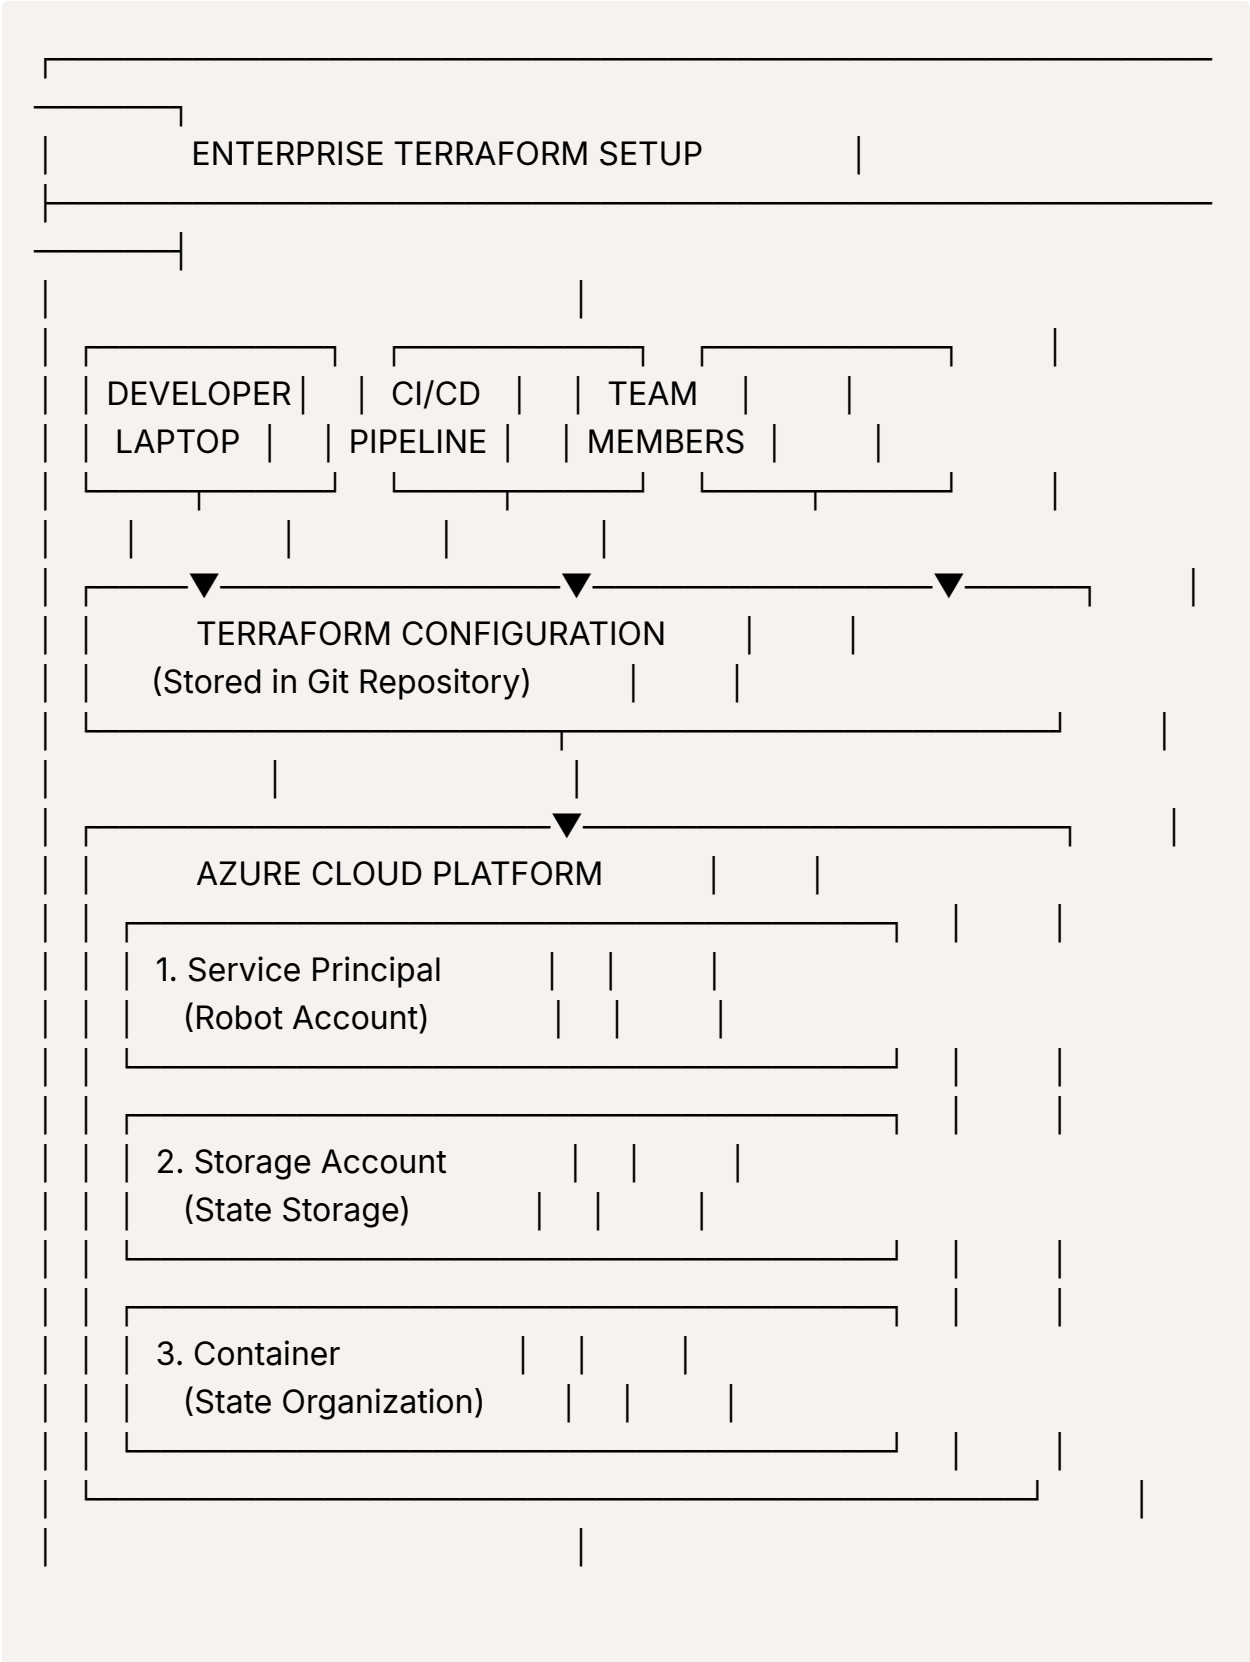 ENTERPRISE TERRAFORM SETUP
DEVELOPER CI/CD TEAM
LAPTOP PIPELINE MEMBERS
TERRAFORM CONFIGURATION
(Stored in Git Repository)
AZURE CLOUD PLATFORM
1. Service Principal
(Robot Account)
2. Storage Account
(State Storage)
3. Container
(State Organization)